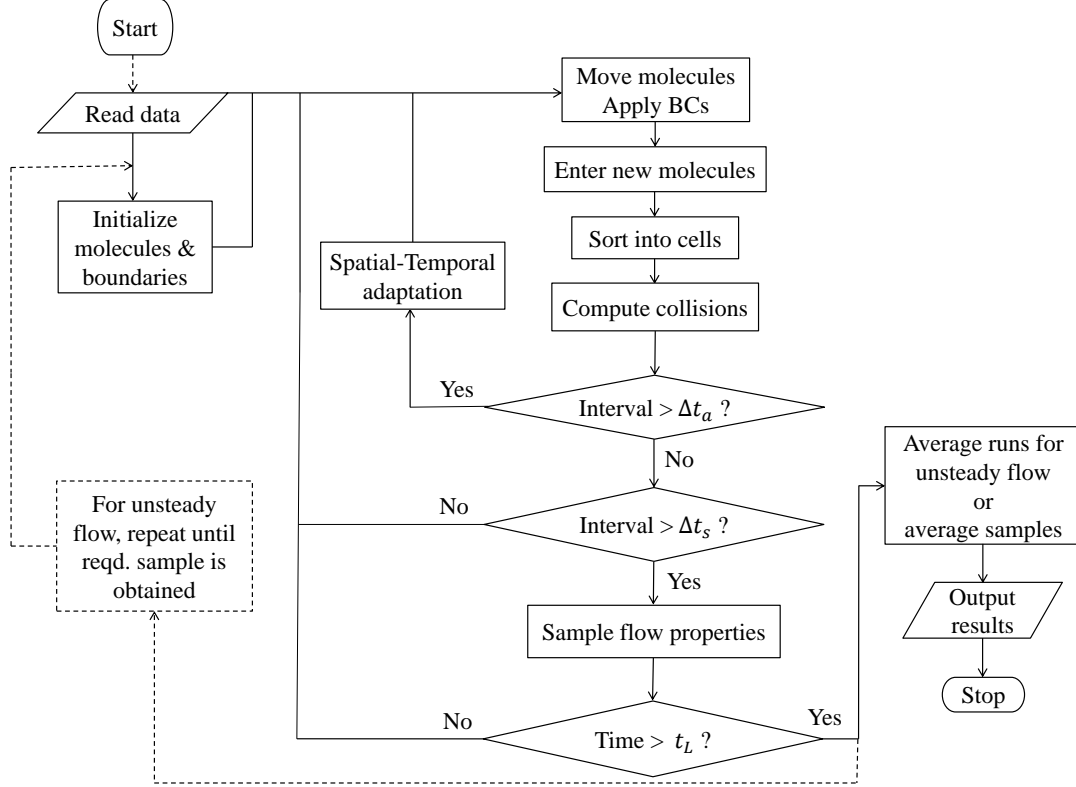 Start
Read data
Initialize
molecules &
boundaries
Move molecules
Apply BCs
Enter new molecules
Sort into cells
Compute collisions
Spatial-Temporal
adaptation
Yes
Interval > Δtₐ ?
No
No
Interval > Δtₛ ?
Yes
Sample flow properties
No
Time > t_L ?
Yes
For unsteady
flow, repeat until
reqd. sample is
obtained
Average runs for
unsteady flow
or
average samples
Output
results
Stop